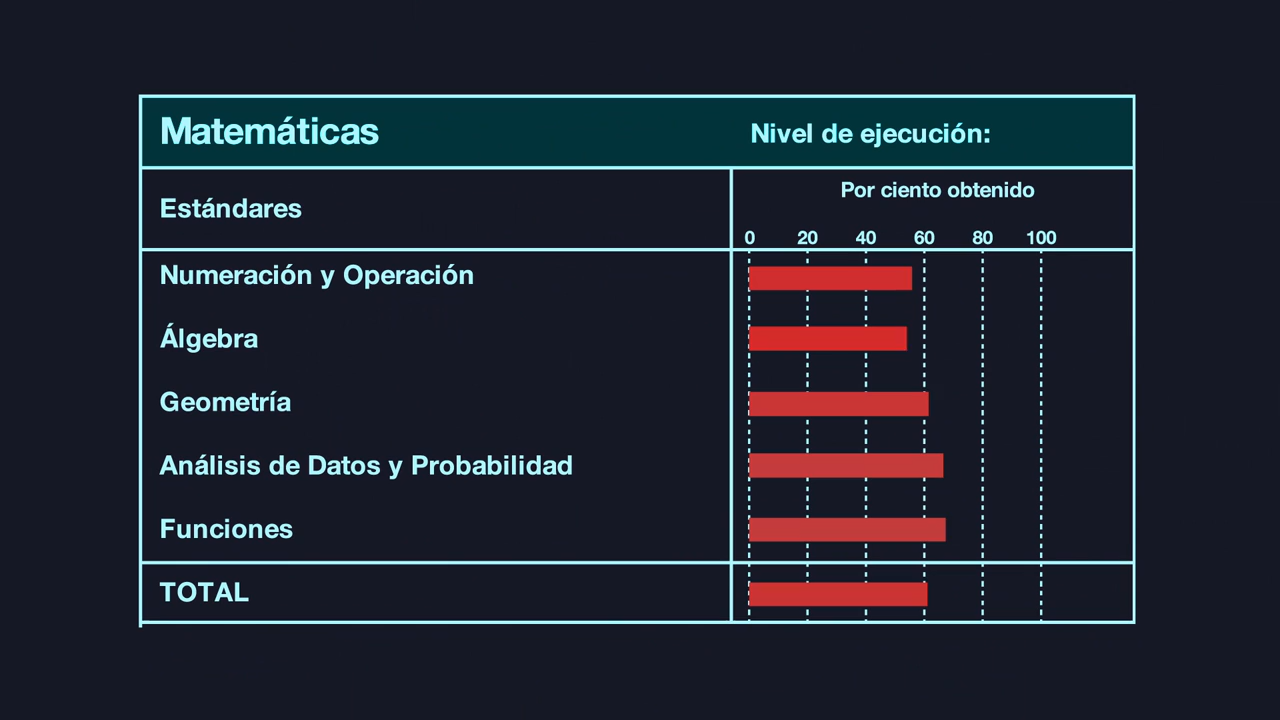 Matemáticas
Nivel de ejecución:
Estándares
Por ciento obtenido
0 20 40 60 80 100
Numeración y Operación
Álgebra
Geometría
Análisis de Datos y Probabilidad
Funciones
TOTAL